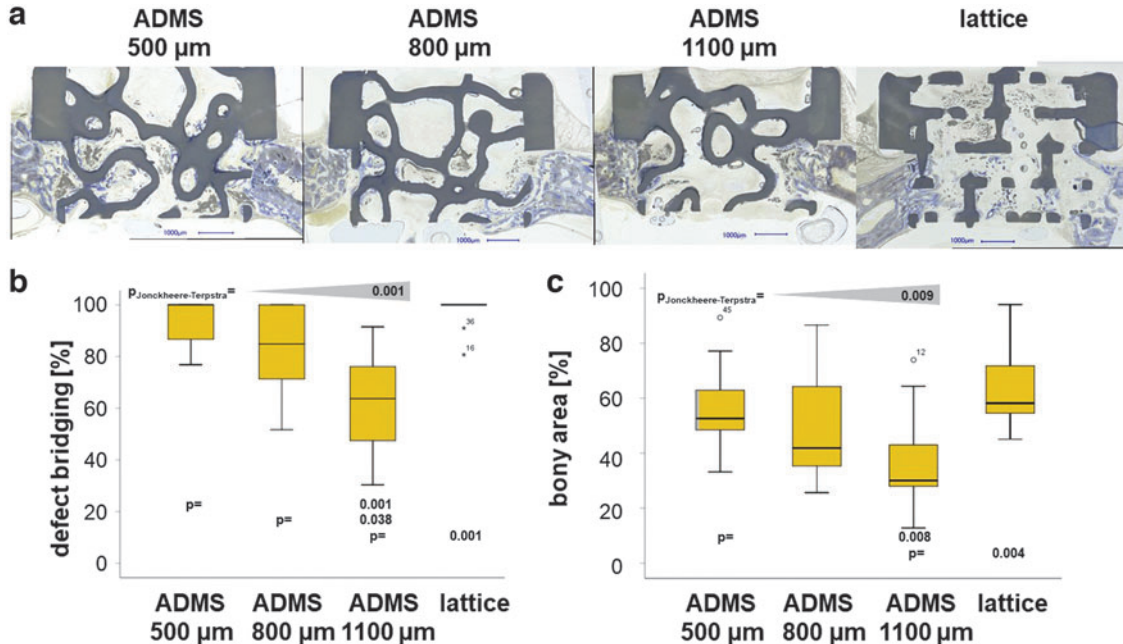 a
ADMS
500 µm
ADMS
800 µm
ADMS
1100 µm
lattice
1000µm
1000µm
1000µm
1000µm
b
pJonckheere-Terpstra=
0.001
defect bridging [%]
100
80
60
40
20
0
36
16
p=
p=
0.001
0.038
p=
0.001
ADMS
500 µm
ADMS
800 µm
ADMS
1100 µm
lattice
c
pJonckheere-Terpstra=
0.009
bony area [%]
100
80
60
40
20
0
45
12
p=
0.008
p=
0.004
ADMS
500 µm
ADMS
800 µm
ADMS
1100 µm
lattice